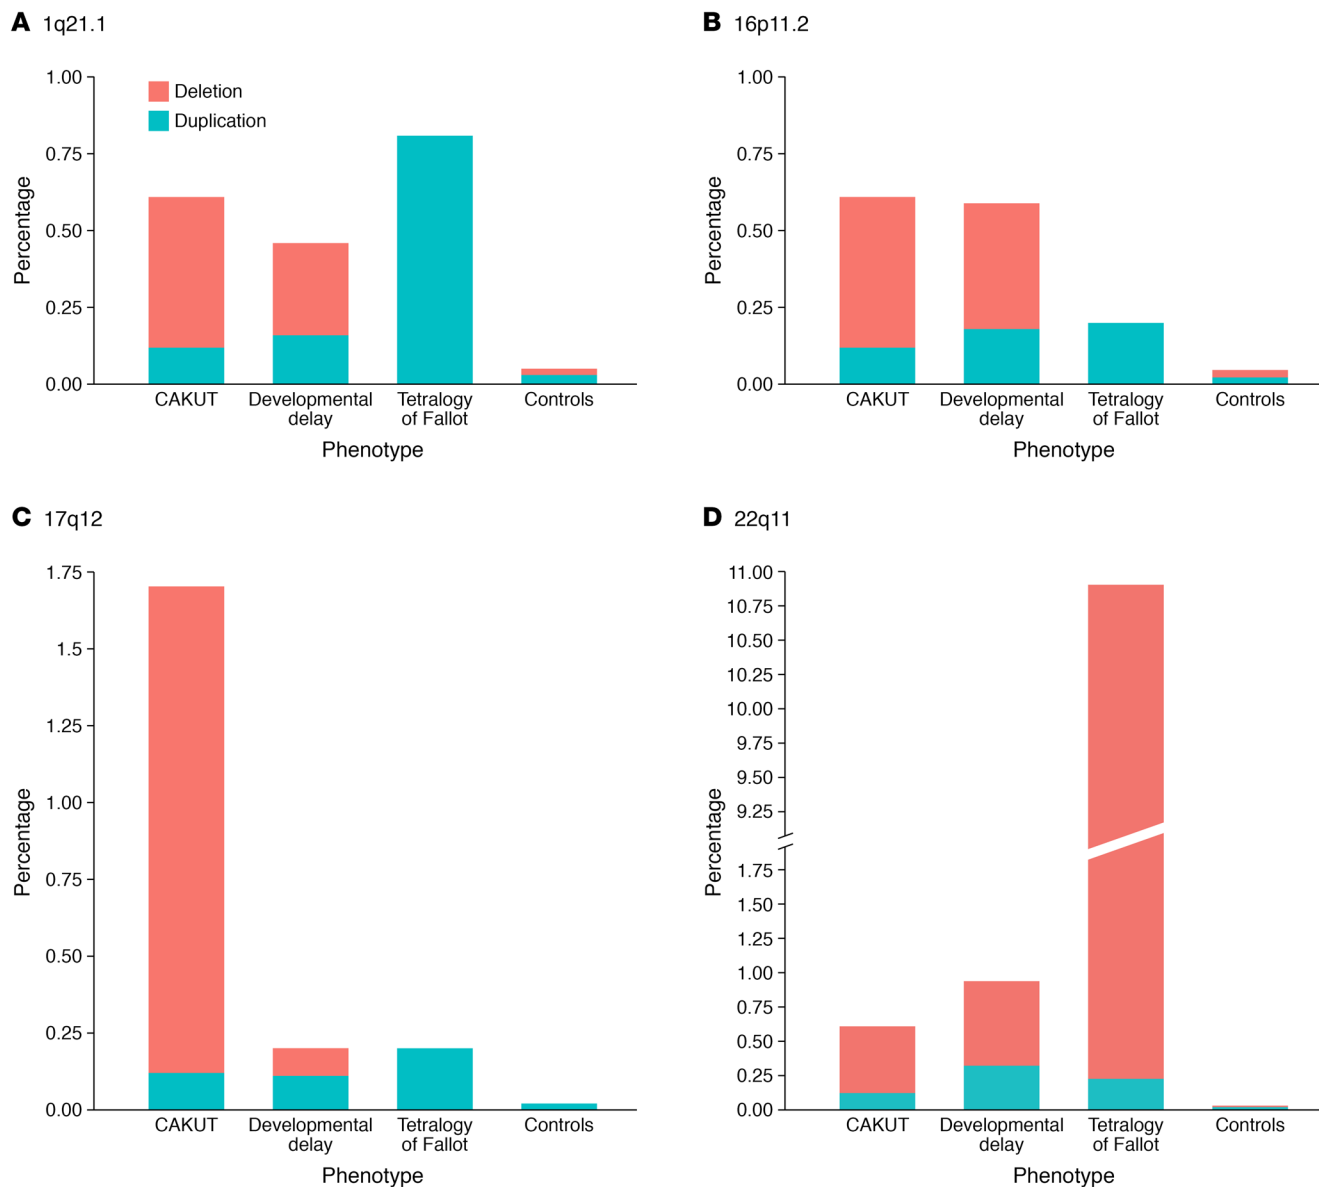 A 1q21.1
1.00
0.75
0.50
0.25
0.00
Percentage
Deletion
Duplication
CAKUT
Developmental
delay
Tetralogy
of Fallot
Controls
Phenotype
B 16p11.2
1.00
0.75
0.50
0.25
0.00
Percentage
CAKUT
Developmental
delay
Tetralogy
of Fallot
Controls
Phenotype
C 17q12
1.75
1.5
1.25
1.00
0.75
0.50
0.25
0.00
Percentage
CAKUT
Developmental
delay
Tetralogy
of Fallot
Controls
Phenotype
D 22q11
11.00
10.75
10.50
10.25
10.00
9.75
9.50
9.25
1.75
1.50
1.25
1.00
0.75
0.50
0.25
0.00
Percentage
CAKUT
Developmental
delay
Tetralogy
of Fallot
Controls
Phenotype